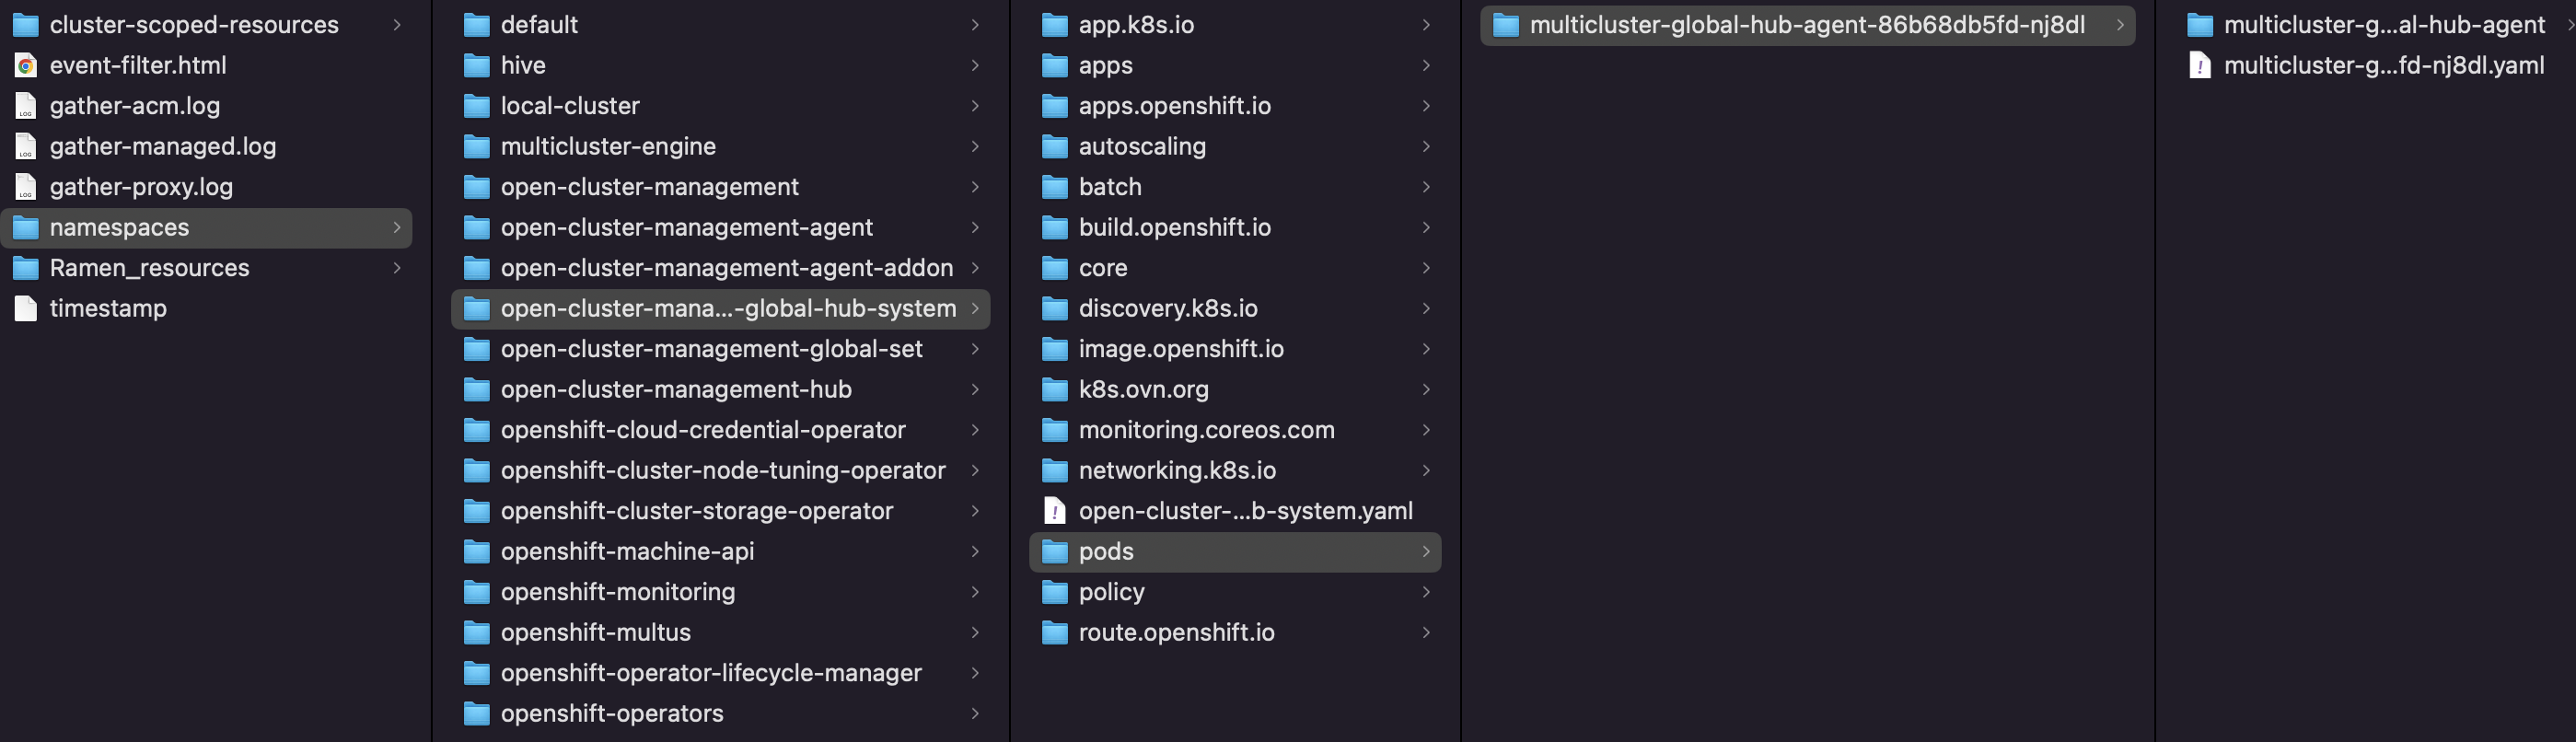 cluster-scoped-resources
event-filter.html
gather-acm.log
gather-managed.log
gather-proxy.log
namespaces
Ramen_resources
timestamp
default
hive
local-cluster
multicluster-engine
open-cluster-management
open-cluster-management-agent
open-cluster-management-agent-addon
open-cluster-mana...-global-hub-system
open-cluster-management-global-set
open-cluster-management-hub
openshift-cloud-credential-operator
openshift-cluster-node-tuning-operator
openshift-cluster-storage-operator
openshift-machine-api
openshift-monitoring
openshift-multus
openshift-operator-lifecycle-manager
openshift-operators
app.k8s.io
apps
apps.openshift.io
autoscaling
batch
build.openshift.io
core
discovery.k8s.io
image.openshift.io
k8s.ovn.org
monitoring.coreos.com
networking.k8s.io
open-cluster-...b-system.yaml
pods
policy
route.openshift.io
multicluster-global-hub-agent-86b68db5fd-nj8dl
multicluster-g...al-hub-agent
multicluster-g...fd-nj8dl.yaml